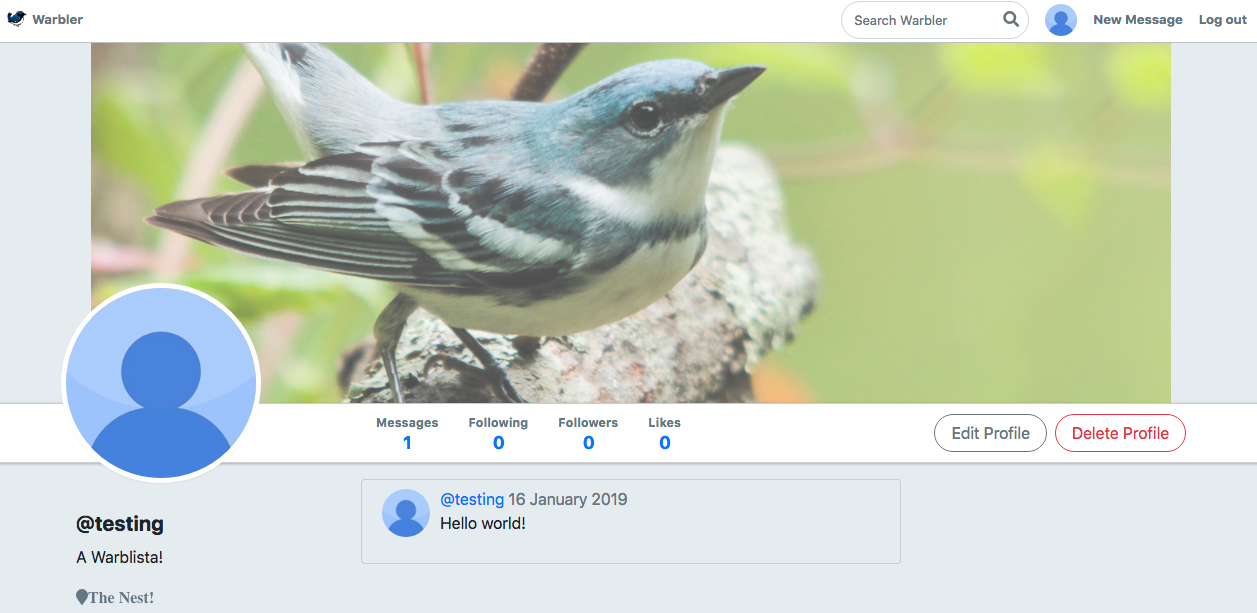 Warbler
Search Warbler
New Message
Log out
Messages Following Followers Likes
1 0 0 0
Edit Profile
Delete Profile
@testing
A Warblista!
The Nest!
@testing 16 January 2019
Hello world!